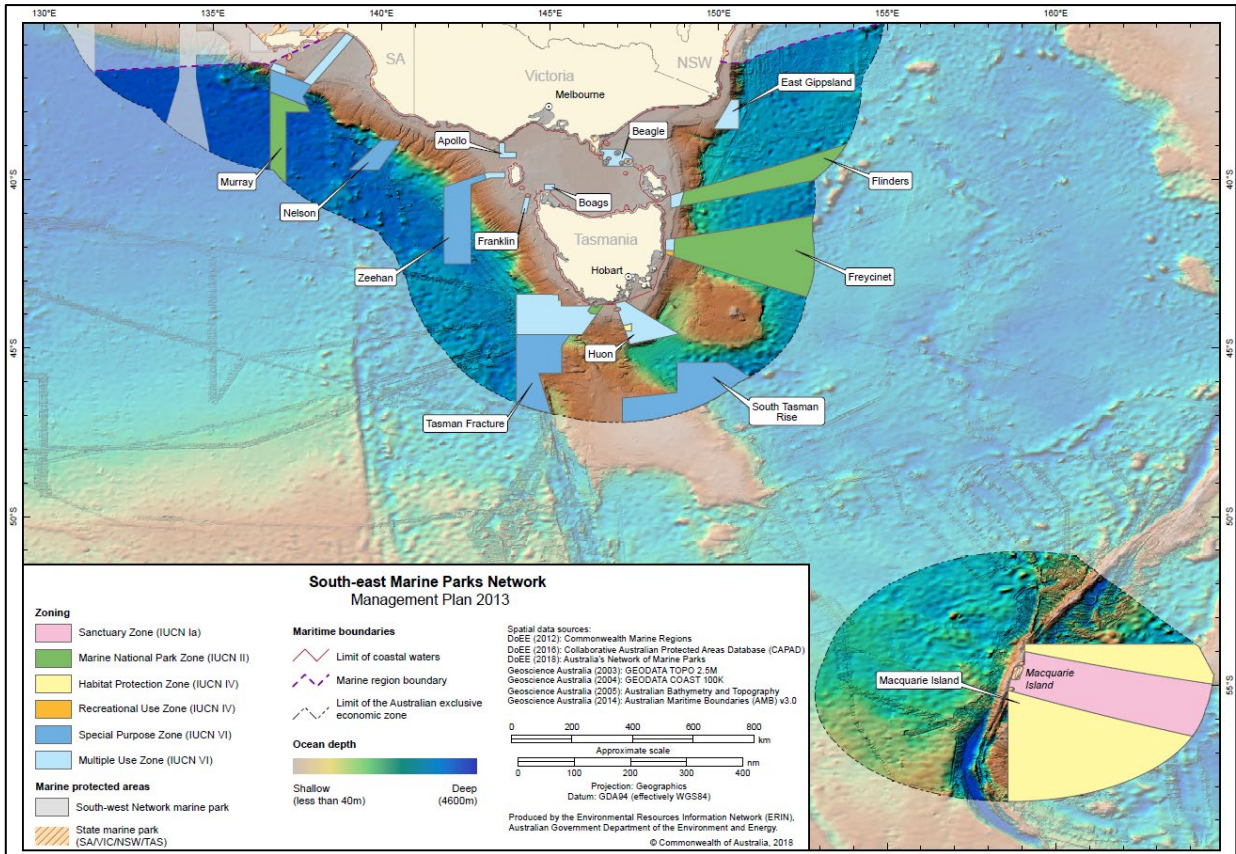 130°E
135°E
140°E
145°E
150°E
155°E
160°E
SA
Victoria
NSW
Melbourne
East Gippsland
Apollo
Beagle
40°S
40°S
Murray
Flinders
Nelson
Boags
Franklin
Tasmania
Zeehan
Hobart
Freycinet
45°S
45°S
Huon
Tasman Fracture
South Tasman
Rise
50°S
50°S
Macquarie Island
Macquarie
Island
55°S
South-east Marine Parks Network
Management Plan 2013
Zoning
Sanctuary Zone (IUCN Ia)
Marine National Park Zone (IUCN II)
Habitat Protection Zone (IUCN IV)
Recreational Use Zone (IUCN IV)
Special Purpose Zone (IUCN VI)
Multiple Use Zone (IUCN VI)
Marine protected areas
South-west Network marine park
State marine park
(SA/VIC/NSW/TAS)
Maritime boundaries
Limit of coastal waters
Marine region boundary
Limit of the Australian exclusive
economic zone
Ocean depth
Shallow
(less than 40m)
Deep
(4600m)
Spatial data sources:
DoEE (2012): Commonwealth Marine Regions
DoEE (2016): Collaborative Australian Protected Areas Database (CAPAD)
DoEE (2018): Australia's Network of Marine Parks
Geoscience Australia (2003): GEODATA TOPO 2.5M
Geoscience Australia (2004): GEODATA COAST 100K
Geoscience Australia (2005): Australian Bathymetry and Topography
Geoscience Australia (2014): Australian Maritime Boundaries (AMB) v3.0
0 200 400 600 800
km
Approximate scale
nm
0 100 200 300 400
Projection: Geographics
Datum: GDA94 (effectively WGS84)
Produced by the Environmental Resources Information Network (ERIN),
Australian Government Department of the Environment and Energy.
© Commonwealth of Australia, 2018